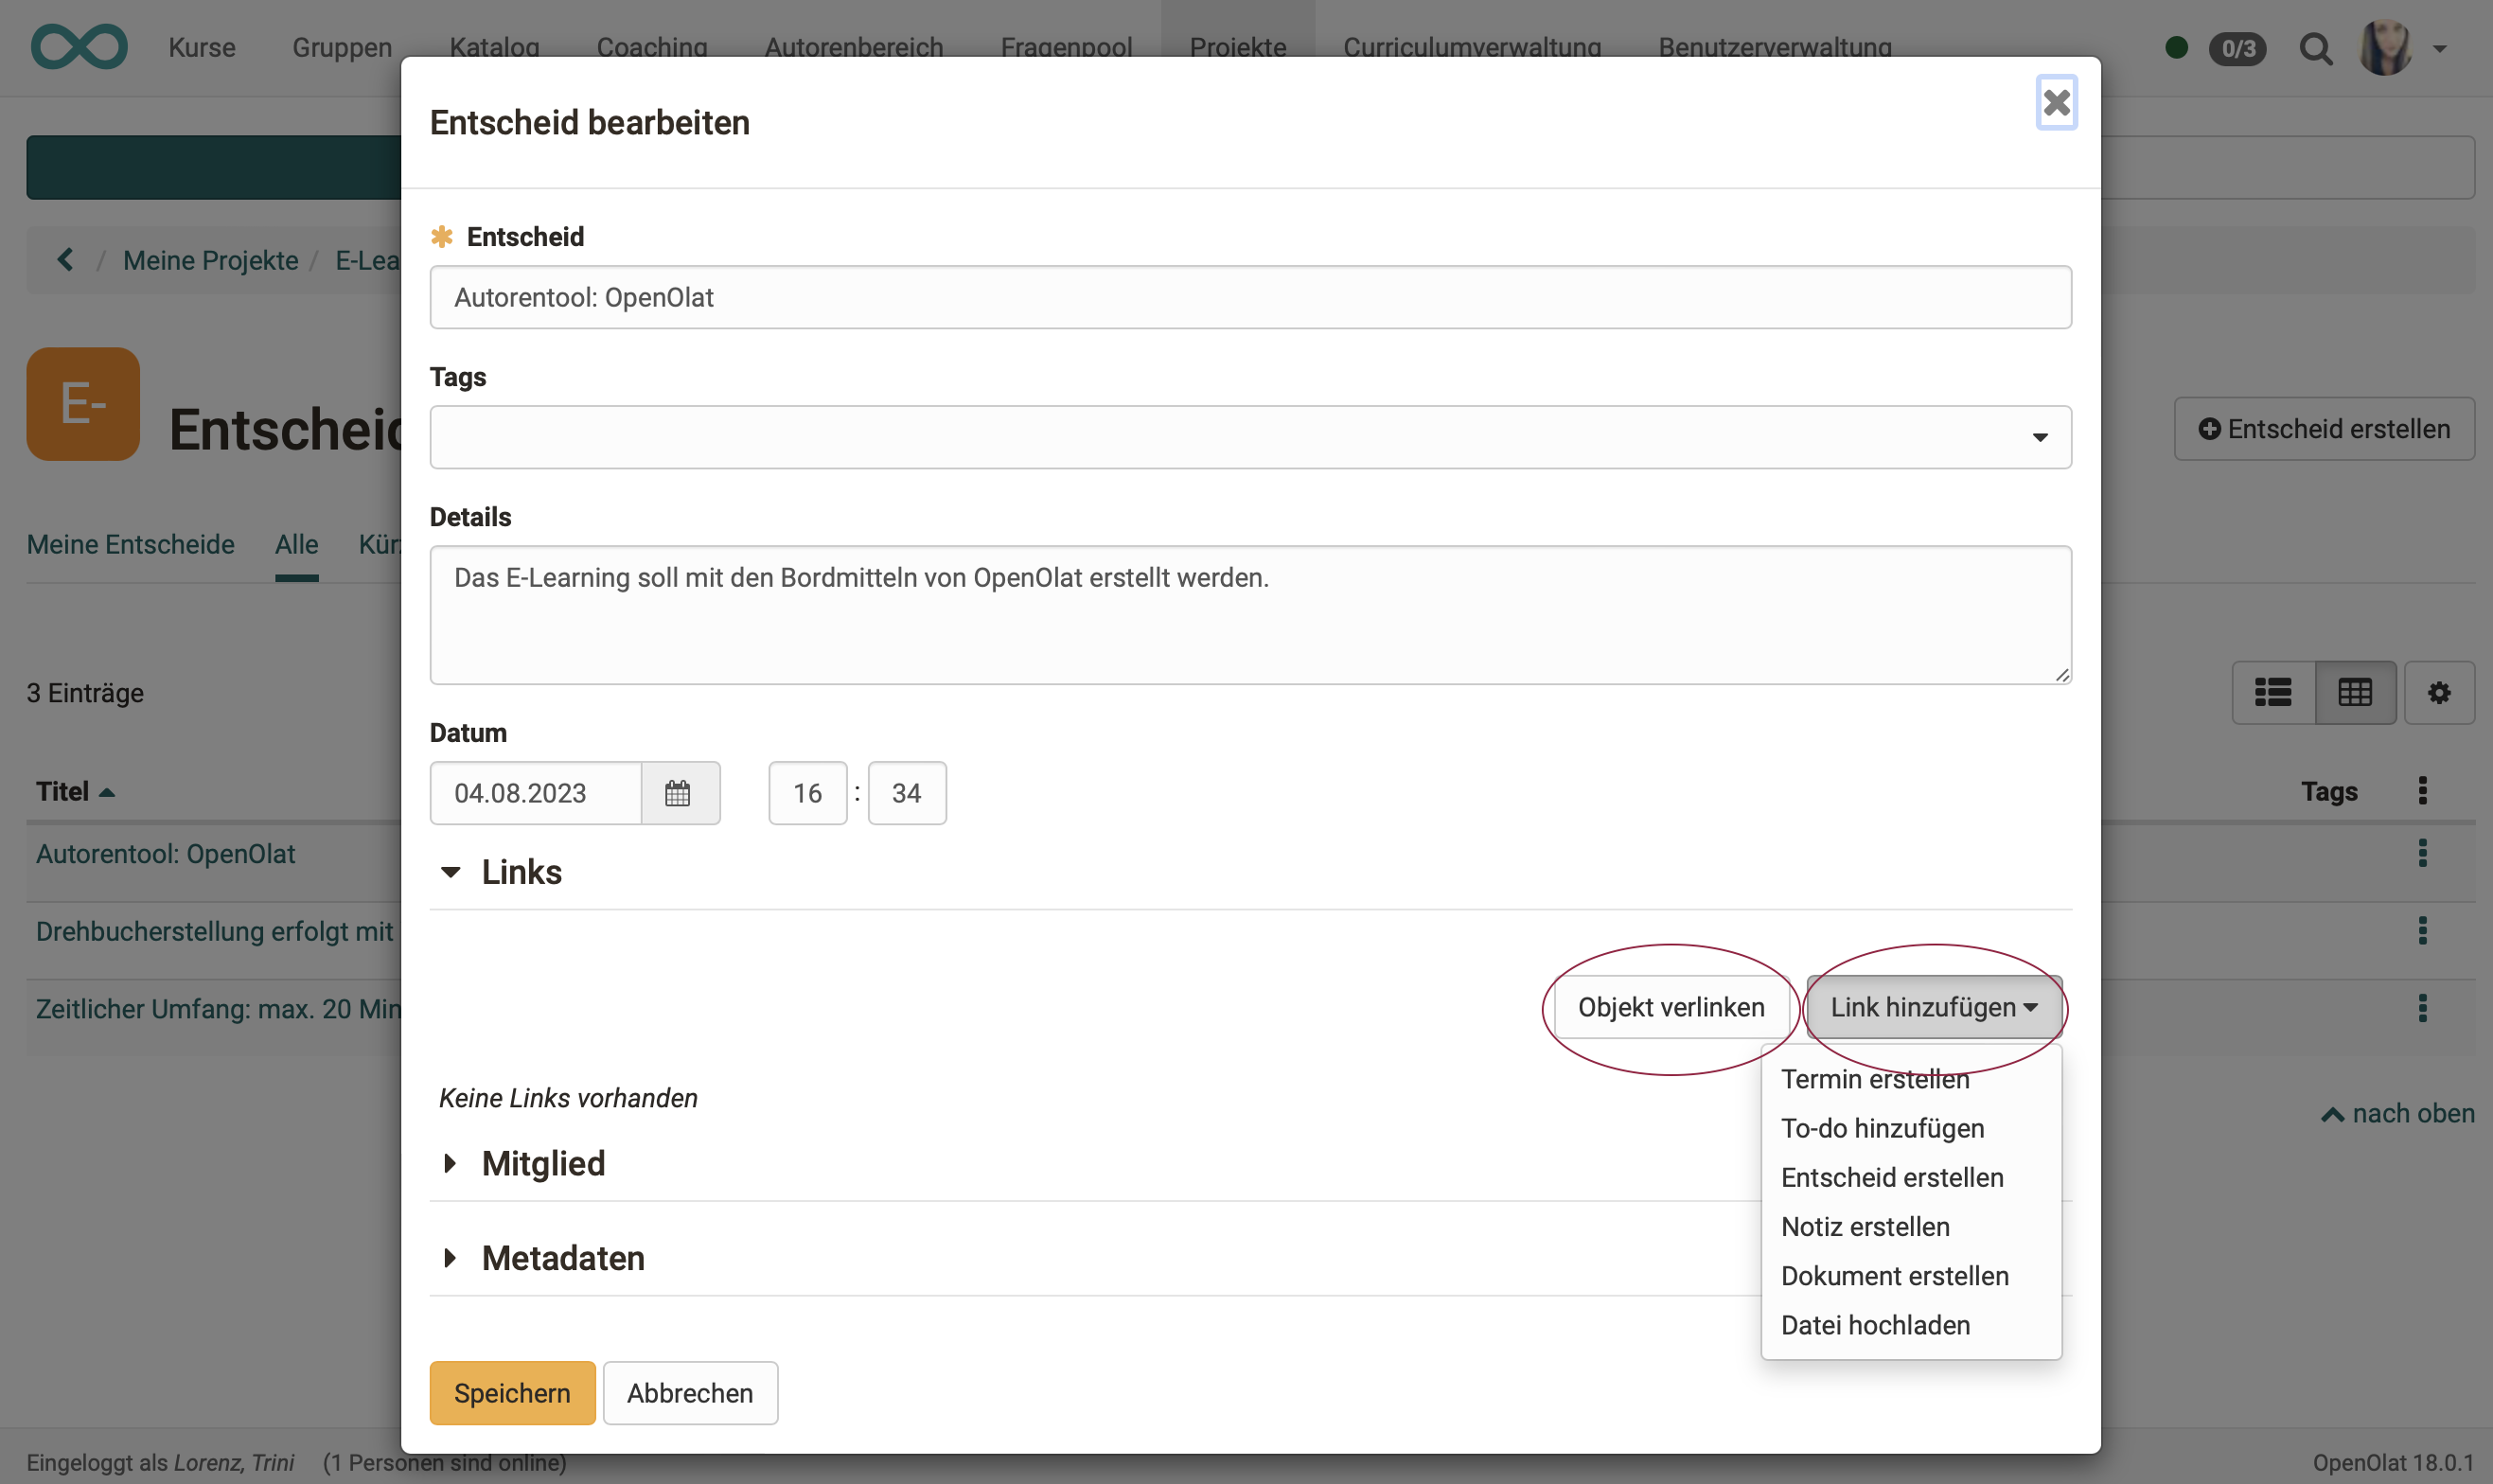 Kurse Gruppen Katalog Coaching Autorenbereich Fragenpool Projekte Curriculumverwaltung Benutzerverwaltung 0/3
Entscheid bearbeiten
/ Meine Projekte / E-Lea
E-
Entscheid
Entscheid erstellen
Meine Entscheide Alle Kür
3 Einträge
Titel
Tags
Autorentool: OpenOlat
Drehbucherstellung erfolgt mit
Zeitlicher Umfang: max. 20 Min
nach oben
* Entscheid
Autorentool: OpenOlat
Tags
Details
Das E-Learning soll mit den Bordmitteln von OpenOlat erstellt werden.
Datum
04.08.2023 16 : 34
Links
Objekt verlinken Link hinzufügen
Termin erstellen
To-do hinzufügen
Entscheid erstellen
Notiz erstellen
Dokument erstellen
Datei hochladen
Keine Links vorhanden
Mitglied
Metadaten
Speichern Abbrechen
Eingeloggt als Lorenz, Trini (1 Personen sind online) OpenOlat 18.0.1